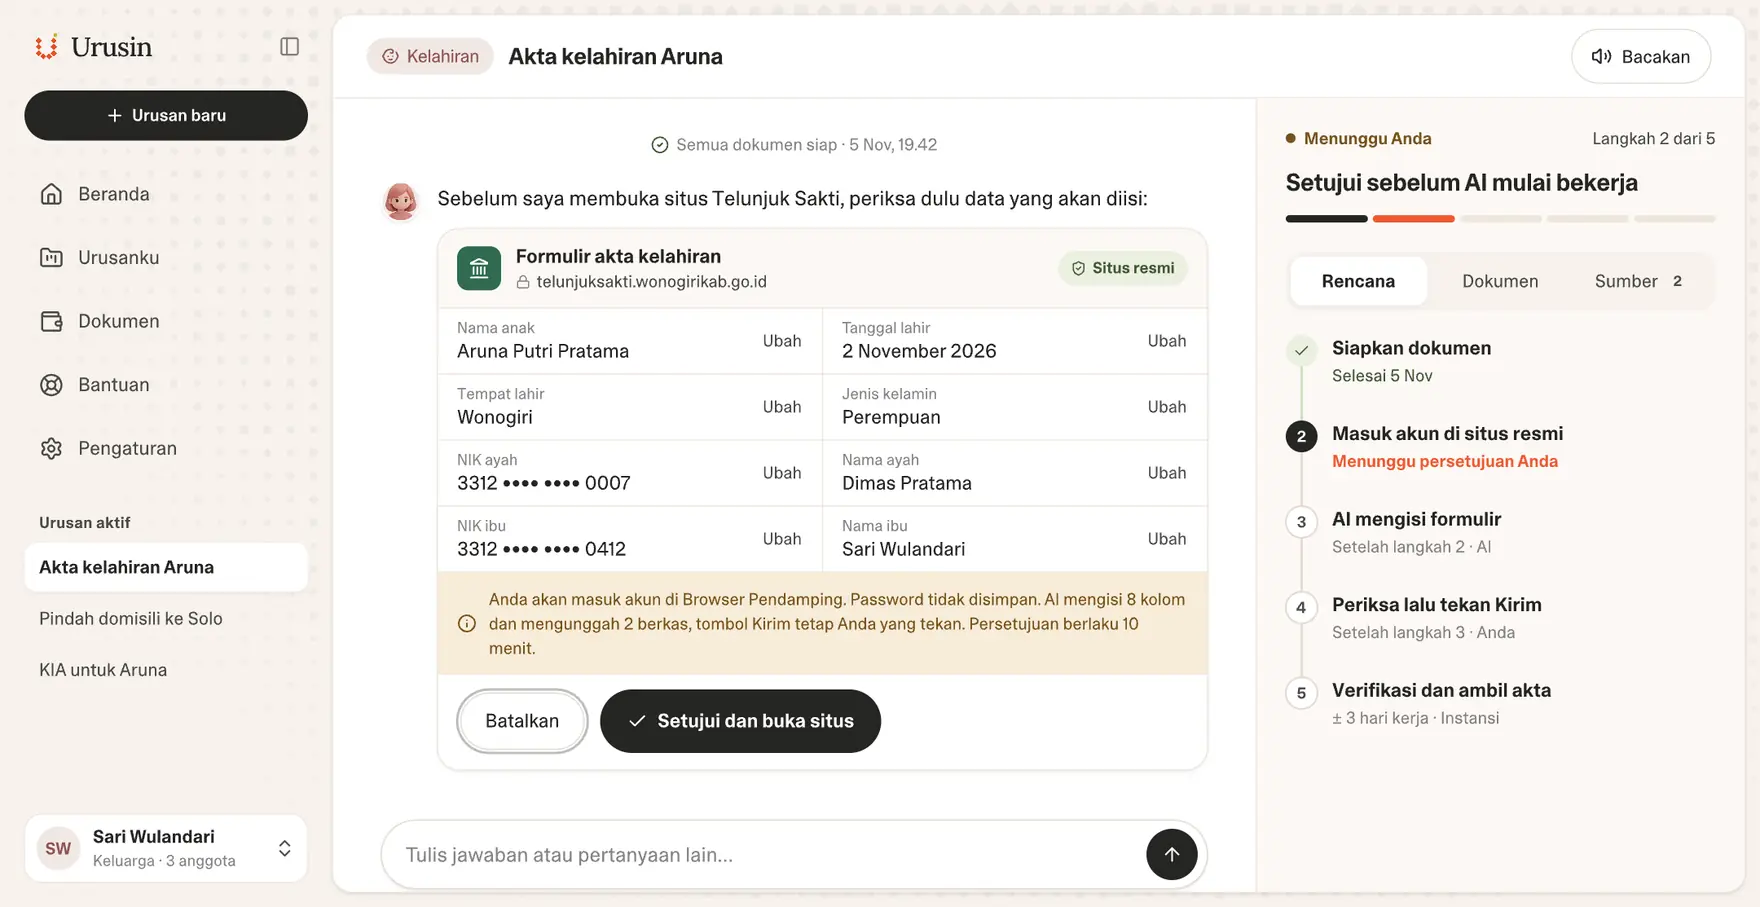 Urusin
Urusan baru
Beranda
Urusanku
Dokumen
Bantuan
Pengaturan
Urusan aktif
Akta kelahiran Aruna
Pindah domisili ke Solo
KIA untuk Aruna
SW
Sari Wulandari
Keluarga · 3 anggota
Kelahiran
Akta kelahiran Aruna
Bacakan
Semua dokumen siap · 5 Nov, 19.42
Sebelum saya membuka situs Telunjuk Sakti, periksa dulu data yang akan diisi:
Formulir akta kelahiran
telunjuksakti.wonogirikab.go.id
Situs resmi
Nama anak
Aruna Putri Pratama
Ubah
Tanggal lahir
2 November 2026
Ubah
Tempat lahir
Wonogiri
Ubah
Jenis kelamin
Perempuan
Ubah
NIK ayah
3312 •••• •••• 0007
Ubah
Nama ayah
Dimas Pratama
Ubah
NIK ibu
3312 •••• •••• 0412
Ubah
Nama ibu
Sari Wulandari
Ubah
Anda akan masuk akun di Browser Pendamping. Password tidak disimpan. AI mengisi 8 kolom
dan mengunggah 2 berkas, tombol Kirim tetap Anda yang tekan. Persetujuan berlaku 10
menit.
Batalkan
Setujui dan buka situs
Tulis jawaban atau pertanyaan lain...
Menunggu Anda
Langkah 2 dari 5
Setujui sebelum AI mulai bekerja
Rencana
Dokumen
Sumber 2
Siapkan dokumen
Selesai 5 Nov
2
Masuk akun di situs resmi
Menunggu persetujuan Anda
3
AI mengisi formulir
Setelah langkah 2 · AI
4
Periksa lalu tekan Kirim
Setelah langkah 3 · Anda
5
Verifikasi dan ambil akta
± 3 hari kerja · Instansi